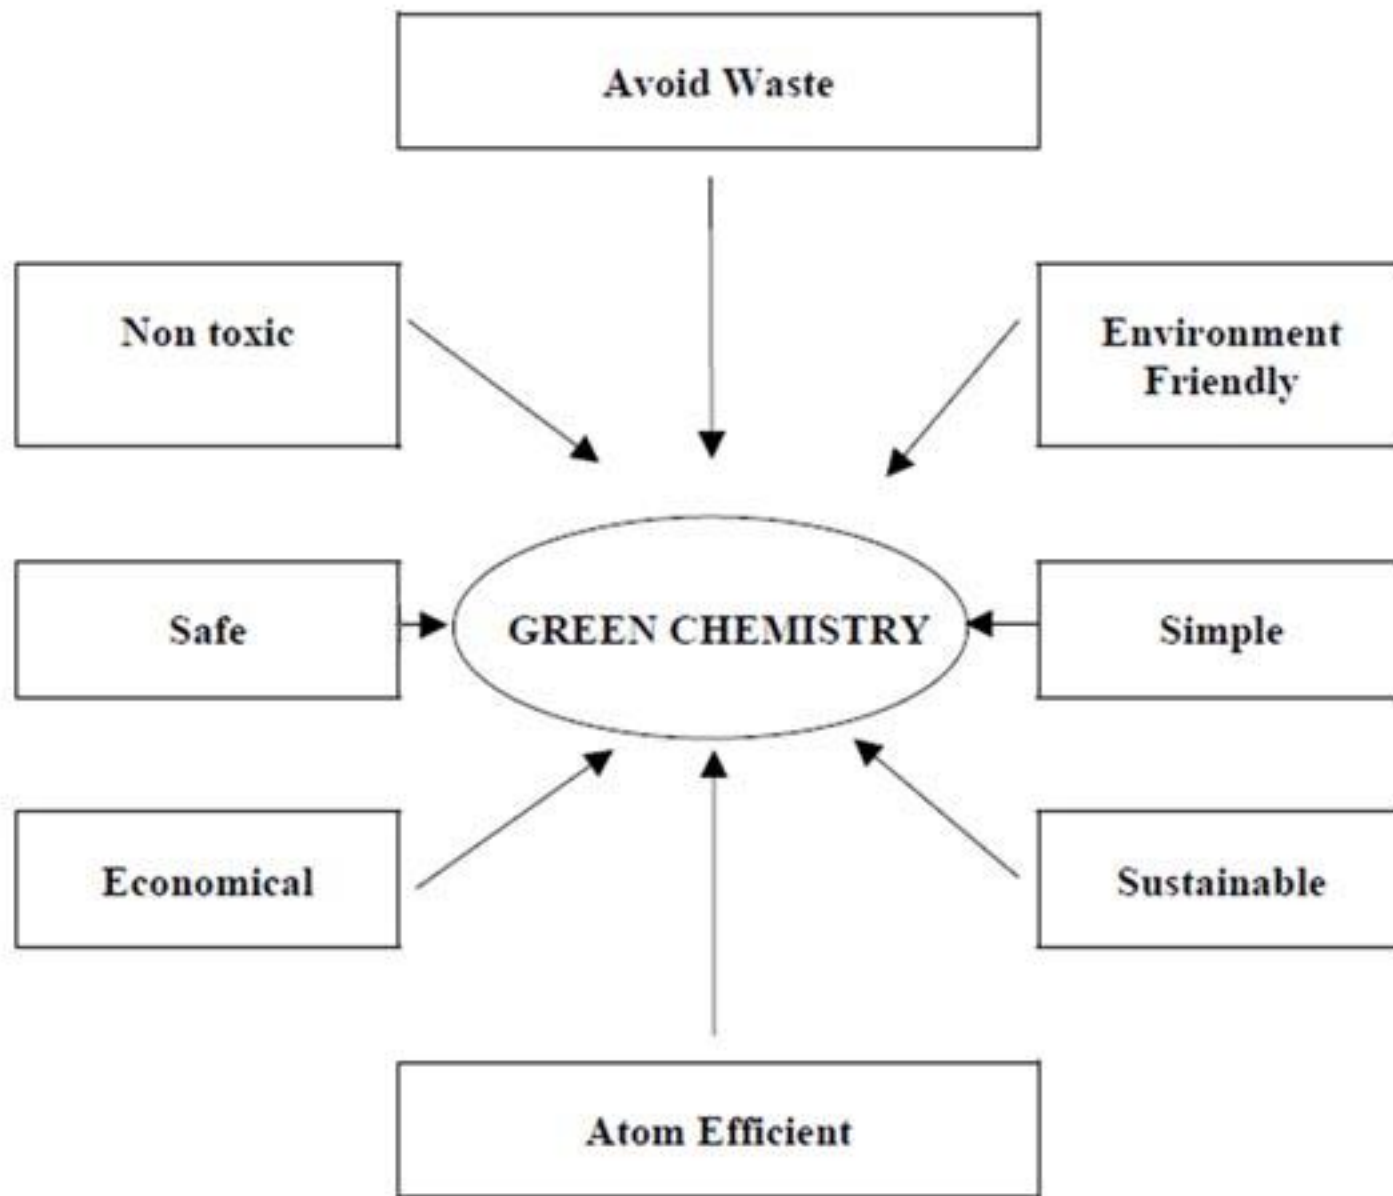 Avoid Waste
Non toxic
Environment
Friendly
Safe
GREEN CHEMISTRY
Simple
Economical
Sustainable
Atom Efficient